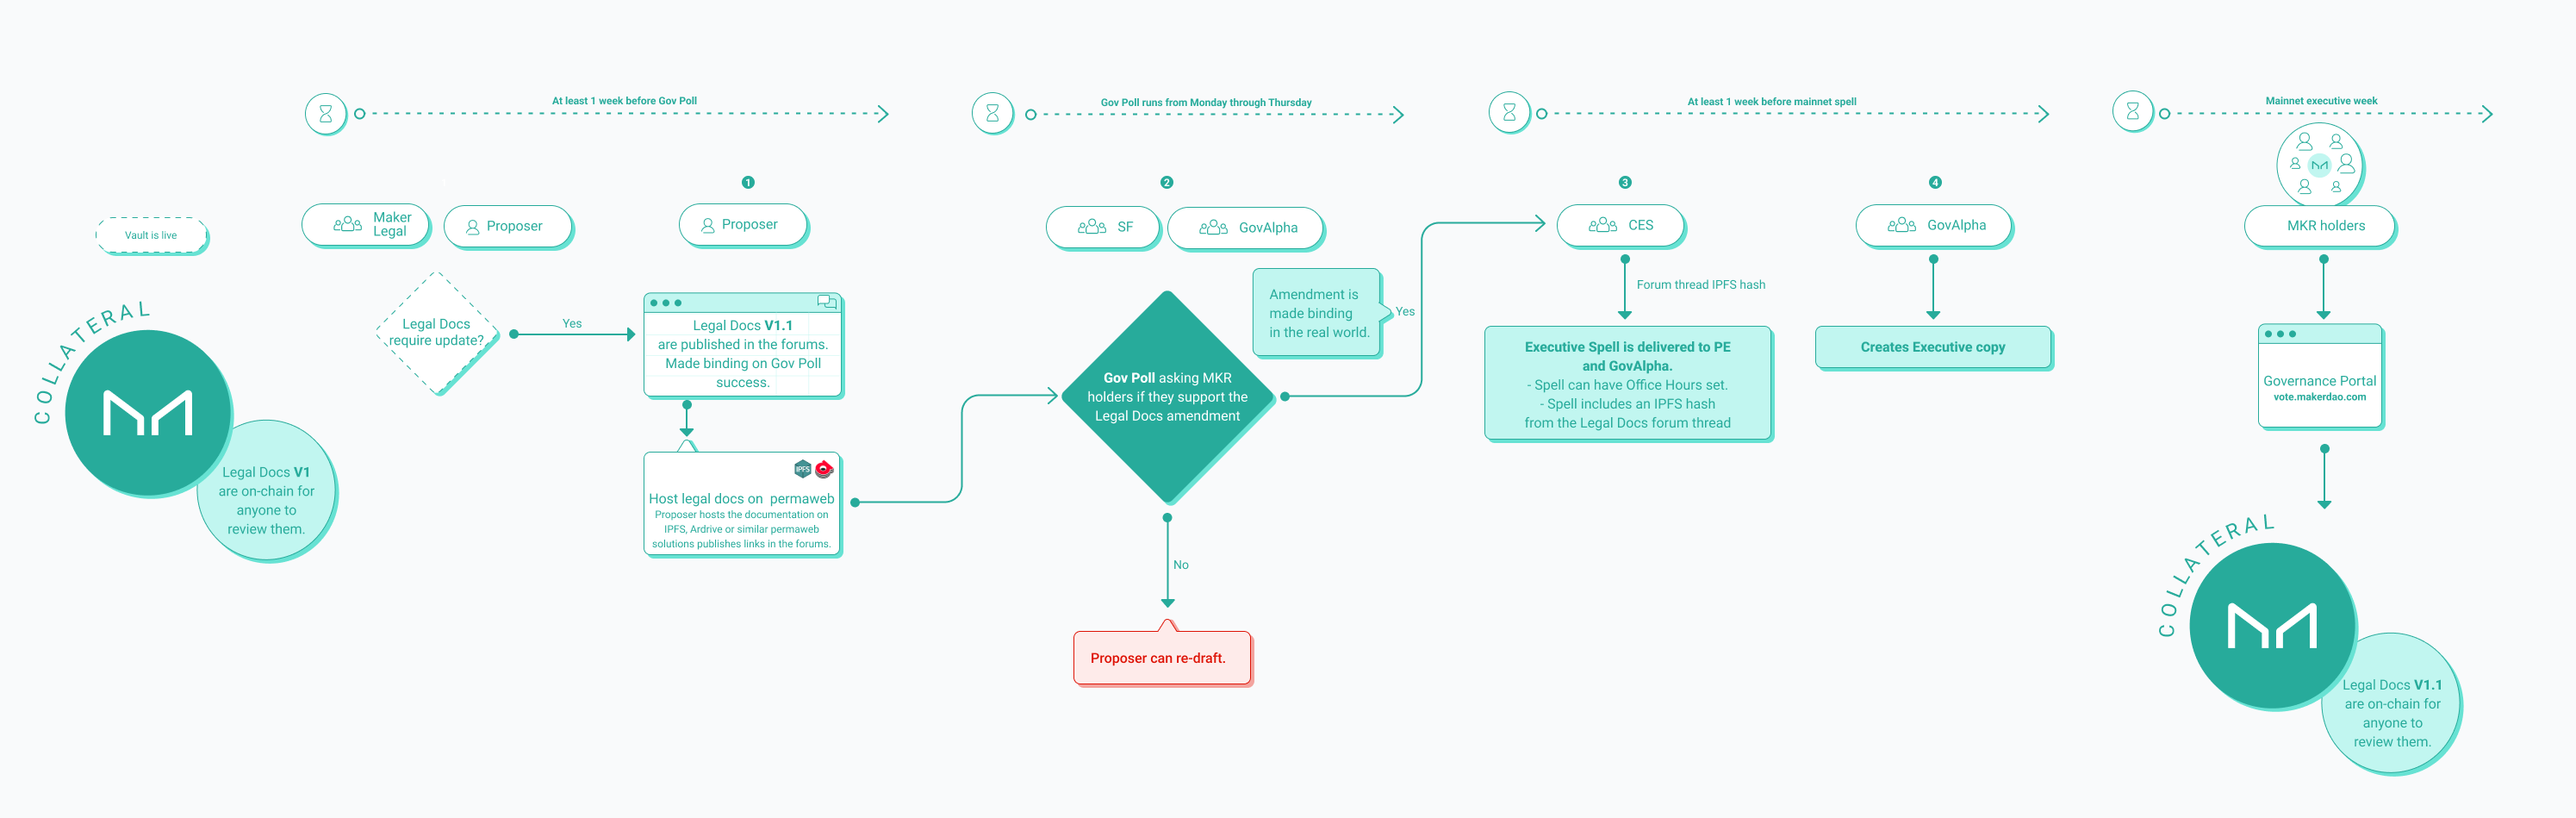 At least 1 week before Gov Poll
Gov Poll runs from Monday through Thursday
At least 1 week before mainnet spell
Mainnet executive week
1
2
3
4
Vault is live
Maker
Legal
Proposer
Proposer
SF
GovAlpha
CES
GovAlpha
MKR holders
COLLATERAL
Legal Docs V1
are on-chain for
anyone to
review them.
Legal Docs
require update?
Yes
Legal Docs V1.1
are published in the forums.
Made binding on Gov Poll
success.
IPFS
Host legal docs on permaweb
Proposer hosts the documentation on
IPFS, Ardrive or similar permaweb
solutions publishes links in the forums.
Gov Poll asking MKR
holders if they support the
Legal Docs amendment
Amendment is
made binding
in the real world.
Yes
No
Proposer can re-draft.
Forum thread IPFS hash
Executive Spell is delivered to PE
and GovAlpha.
- Spell can have Office Hours set.
- Spell includes an IPFS hash
from the Legal Docs forum thread
Creates Executive copy
Governance Portal
vote.makerdao.com
COLLATERAL
Legal Docs V1.1
are on-chain for
anyone to
review them.